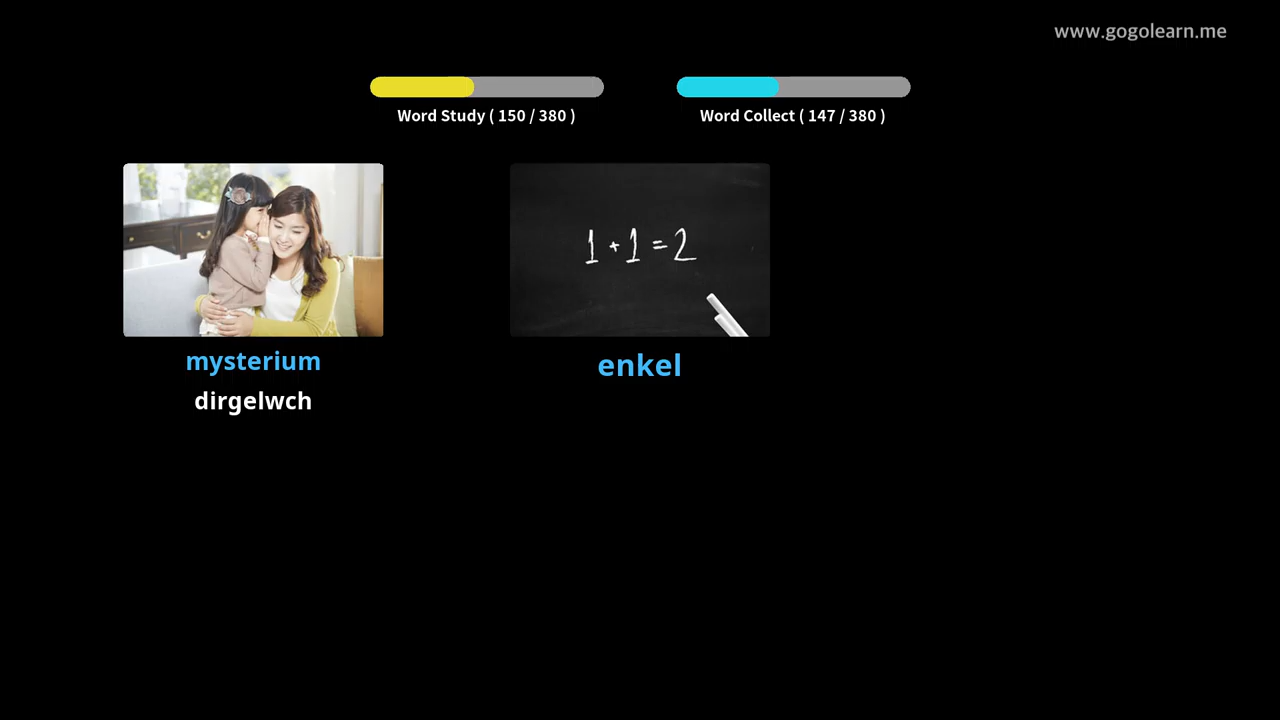 www.gogolearn.me
Word Study ( 150 / 380 )
Word Collect ( 147 / 380 )
1 + 1 = 2
mysterium
enkel
dirgelwch